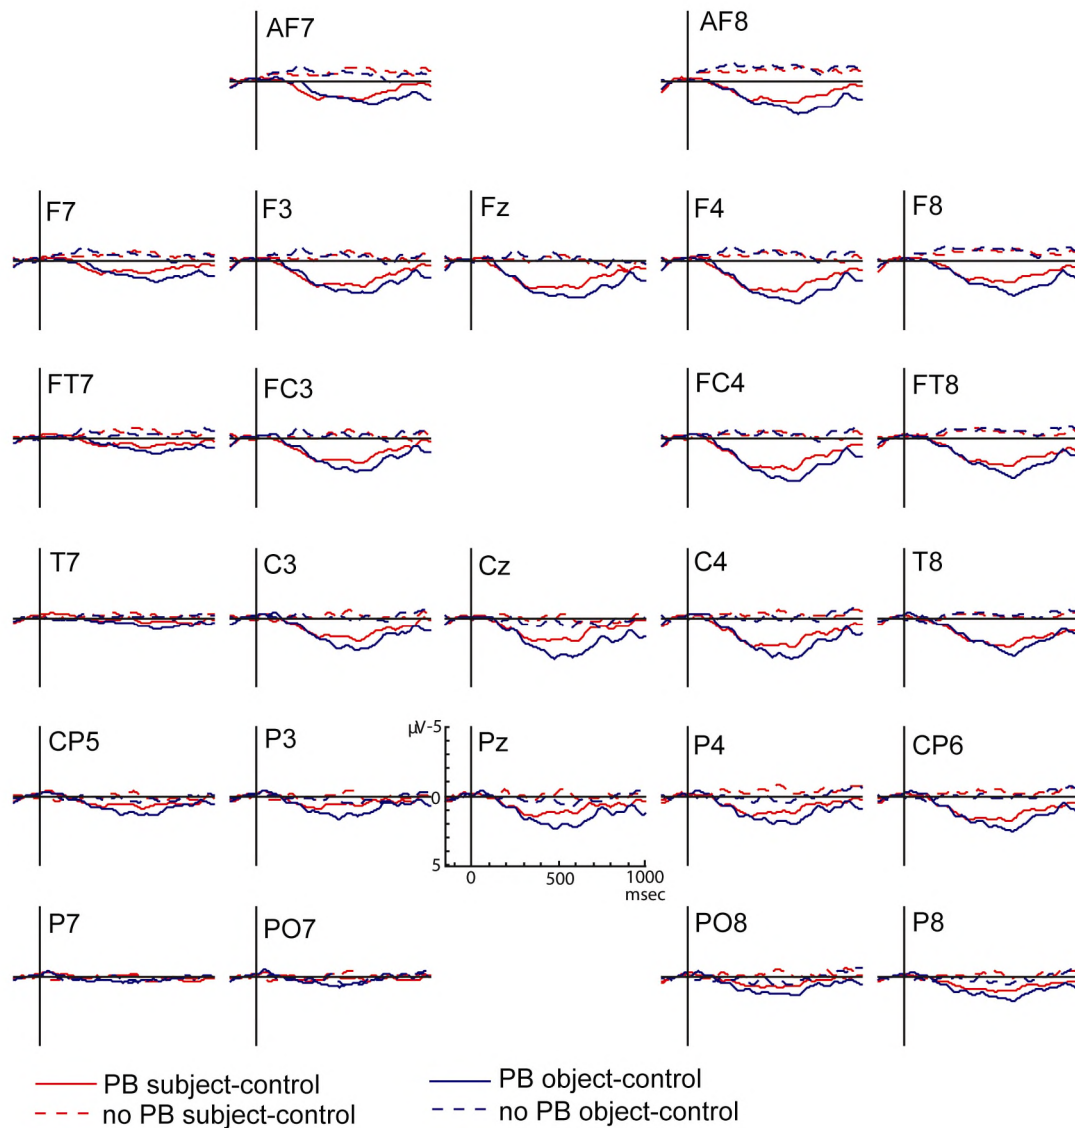 AF7 AF8
F7 F3 Fz F4 F8
FT7 FC3 FC4 FT8
T7 C3 Cz C4 T8
CP5 P3 µV -5 Pz P4 CP6
0
5
0 500 1000
msec
P7 PO7 PO8 P8
PB subject-control PB object-control
no PB subject-control no PB object-control